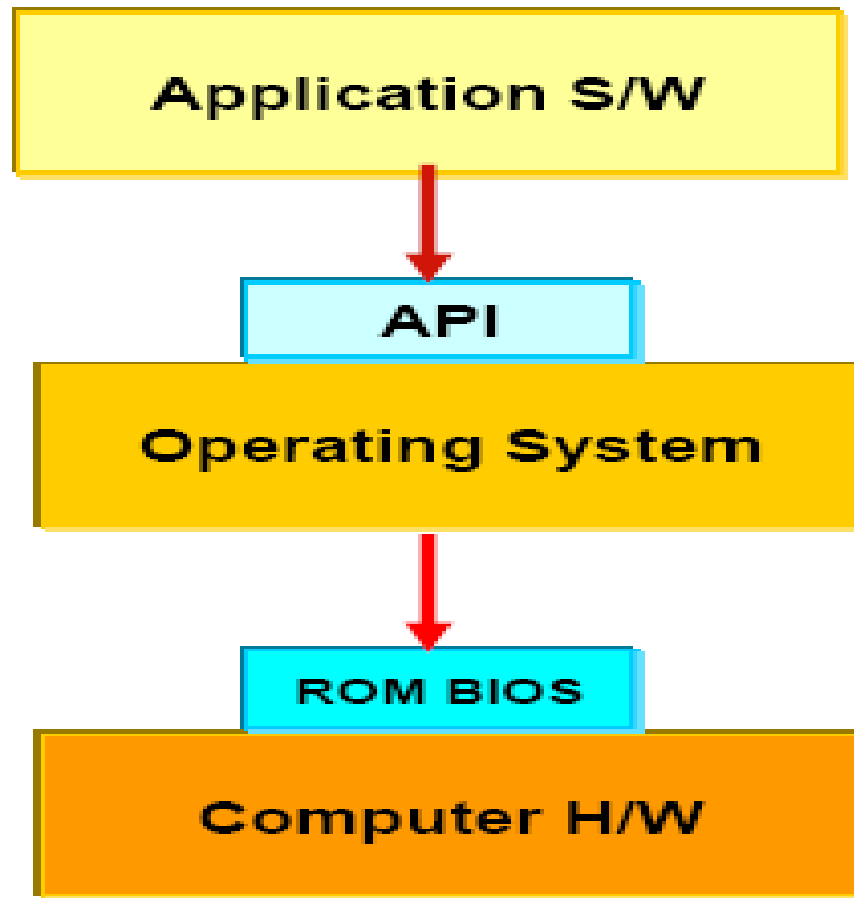 Application S/W
API
Operating System
ROM BIOS
Computer H/W